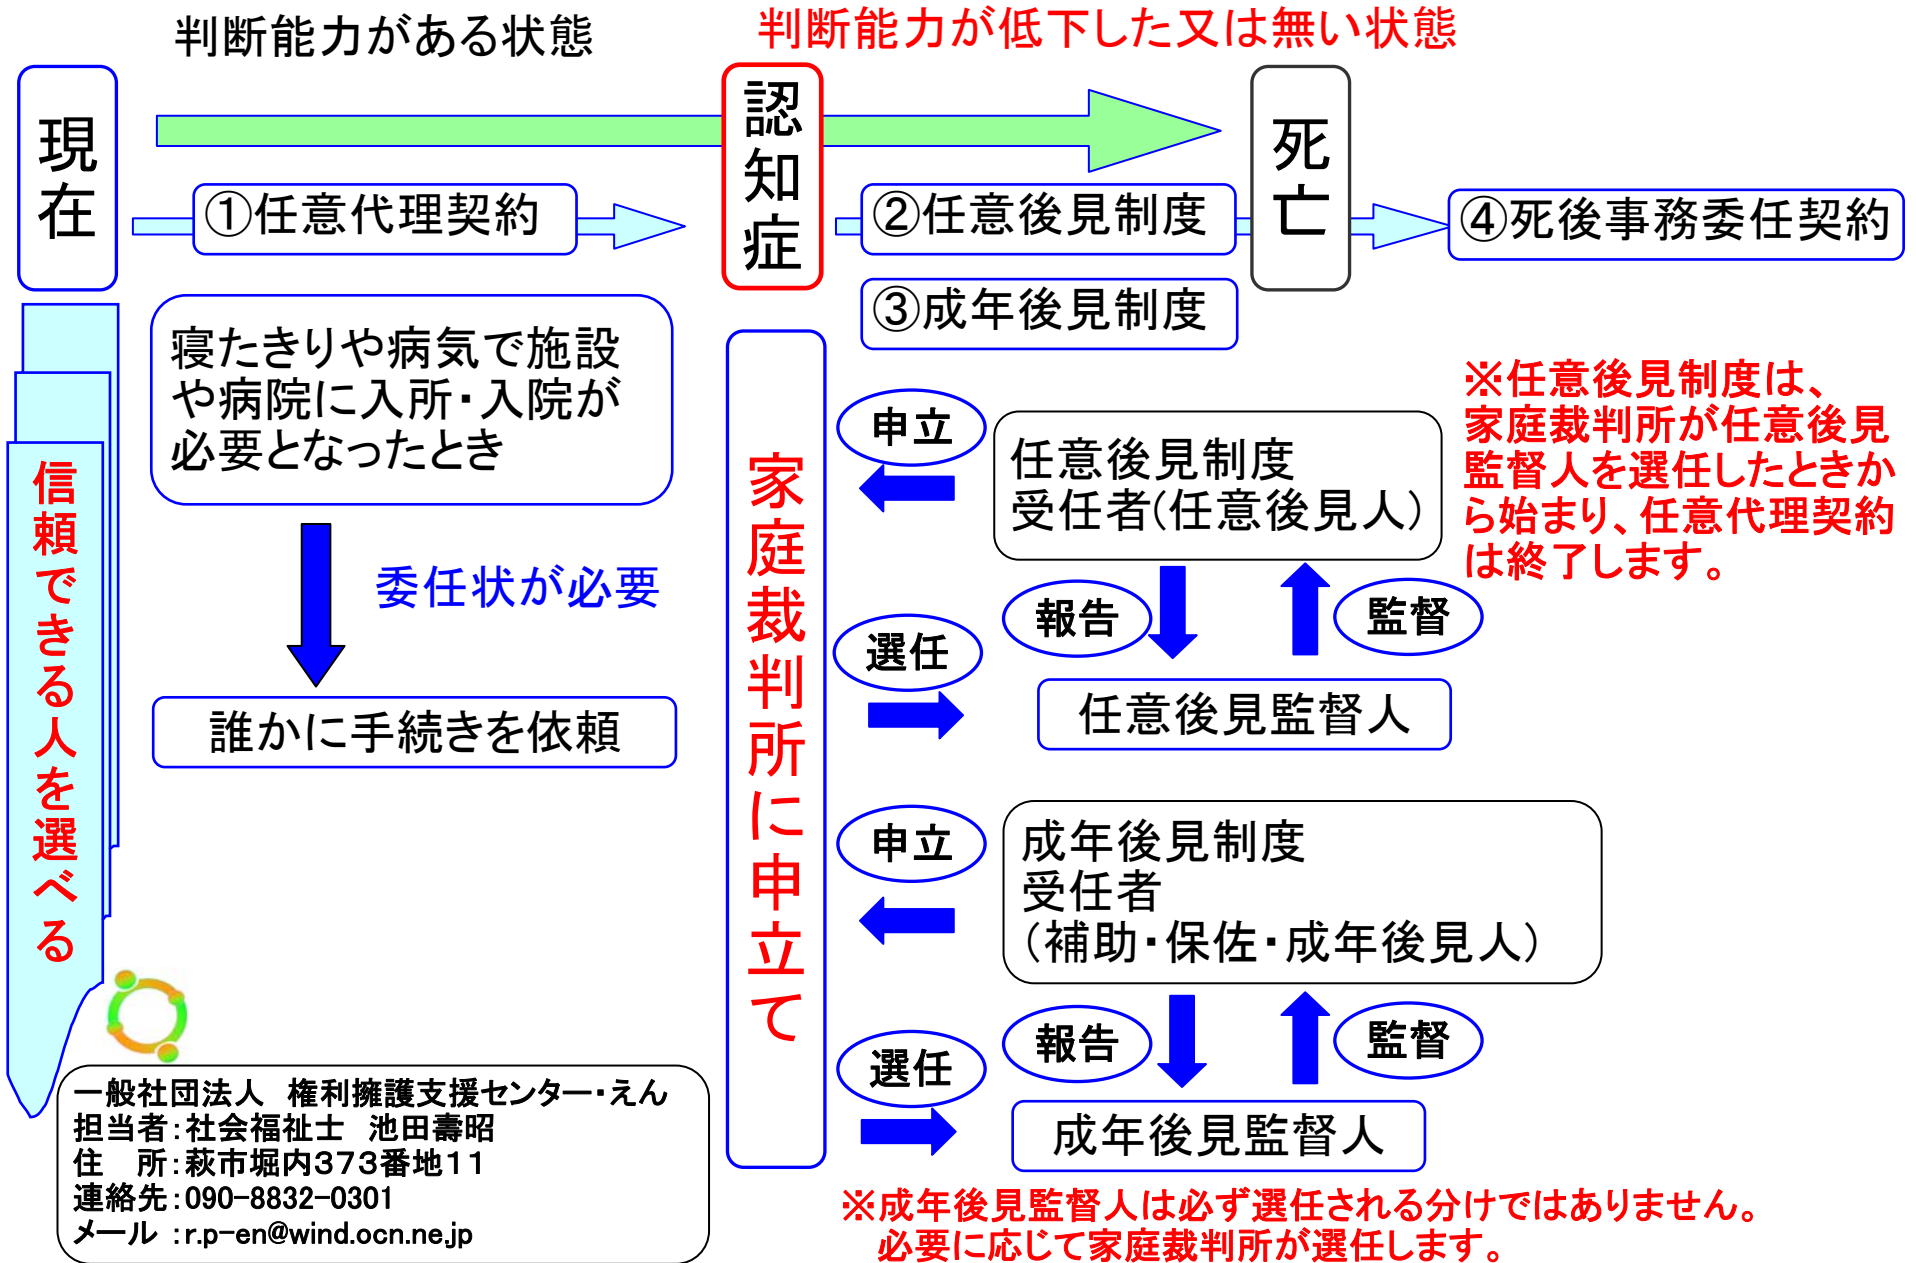 判断能力がある状態
判断能力が低下した又は無い状態
現在
認知症
死亡
①任意代理契約
②任意後見制度
④死後事務委任契約
③成年後見制度
寝たきりや病気で施設
や病院に入所・入院が
必要となったとき
委任状が必要
誰かに手続きを依頼
信頼できる人を選べる
家庭裁判所に申立て
申立
任意後見制度
受任者(任意後見人)
※任意後見制度は、
家庭裁判所が任意後見
監督人を選任したときか
ら始まり、任意代理契約
は終了します。
報告
監督
選任
任意後見監督人
申立
成年後見制度
受任者
(補助・保佐・成年後見人)
報告
監督
選任
成年後見監督人
※成年後見監督人は必ず選任される分けではありません。
必要に応じて家庭裁判所が選任します。
一般社団法人　権利擁護支援センター・えん
担当者:社会福祉士　池田壽昭
住　所:萩市堀内373番地11
連絡先:090-8832-0301
メール :r.p-en@wind.ocn.ne.jp